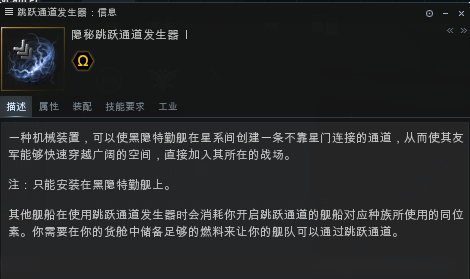 跳跃通道发生器：信息
隐秘跳跃通道发生器 I
描述 属性 装配 技能要求 工业
一种机械装置，可以使黑隐特勤舰在星系间创建一条不靠星门连接的通道，从而使其友
军能够快速穿越广阔的空间，直接加入其所在的战场。
注：只能安装在黑隐特勤舰上。
其他舰船在使用跳跃通道发生器时会消耗你开启跳跃通道的舰船对应种族所使用的同位
素。你需要在你的货舱中储备足够的燃料来让你的舰队可以通过跳跃通道。